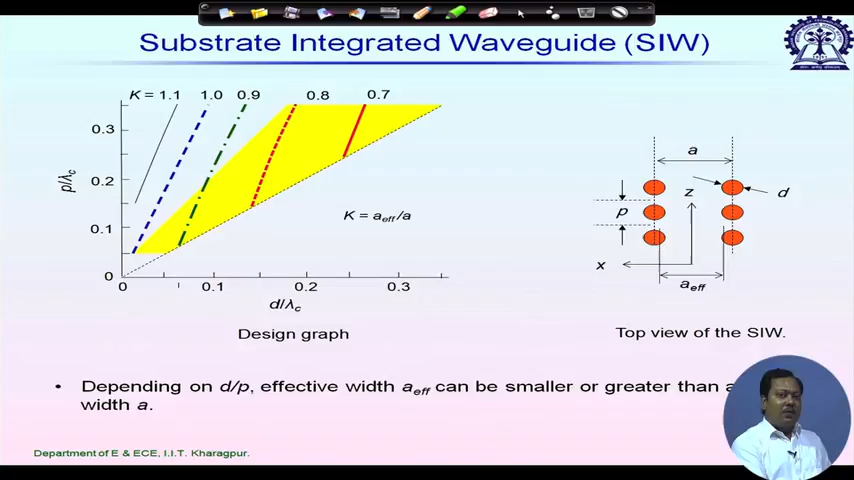 Substrate Integrated Waveguide (SIW)
K = 1.1 1.0 0.9 0.8 0.7
0.3
0.2
0.1
0
p/λc
K = aeff/a
0 0.1 0.2 0.3
d/λc
Design graph
a
d
z
p
x
aeff
Top view of the SIW.
• Depending on d/p, effective width aeff can be smaller or greater than
width a.
Department of E & ECE, I.I.T. Kharagpur.